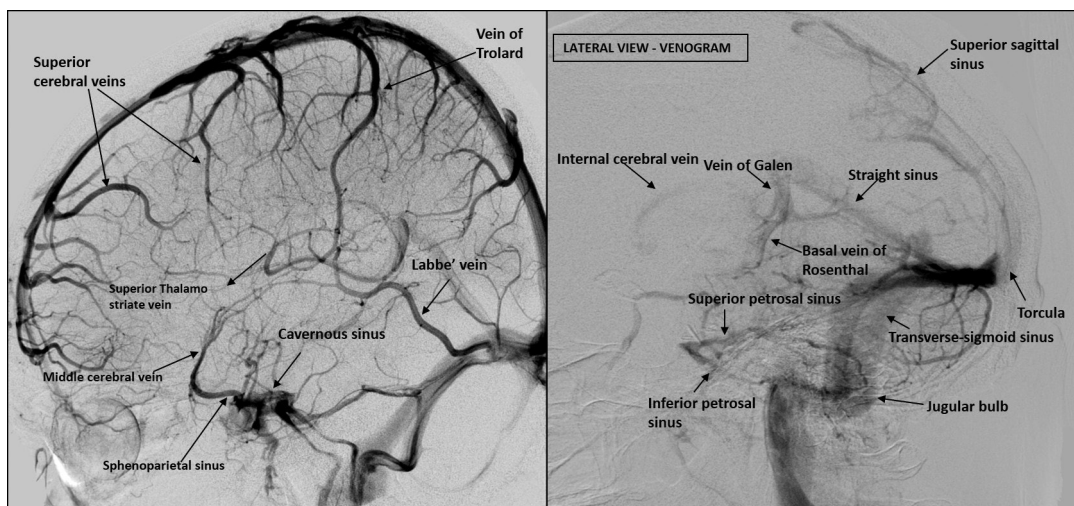 Vein of
Trolard
Superior
cerebral veins
Labbe’ vein
Superior Thalamo
striate vein
Cavernous sinus
Middle cerebral vein
Sphenoparietal sinus
LATERAL VIEW - VENOGRAM
Superior sagittal
sinus
Internal cerebral vein
Vein of Galen
Straight sinus
Basal vein of
Rosenthal
Superior petrosal sinus
Torcula
Transverse-sigmoid sinus
Inferior petrosal
sinus
Jugular bulb